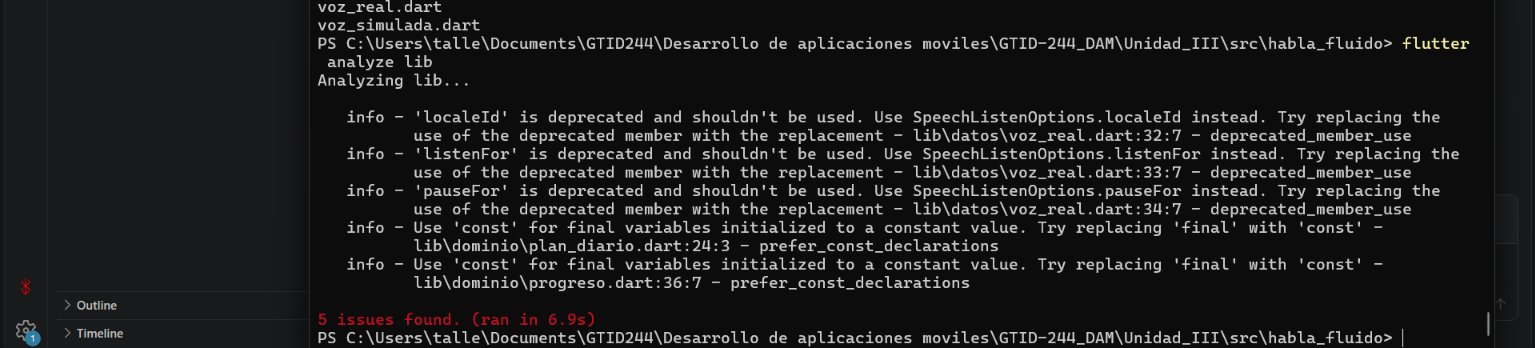 voz_real.dart
voz_simulada.dart
PS C:\Users\talle\Documents\GTID244\Desarrollo de aplicaciones moviles\GTID-244_DAM\Unidad_III\src\habla_fluido> flutter
analyze lib
Analyzing lib...
info - 'localeId' is deprecated and shouldn't be used. Use SpeechListenOptions.localeId instead. Try replacing the
use of the deprecated member with the replacement - lib\datos\voz_real.dart:32:7 - deprecated_member_use
info - 'listenFor' is deprecated and shouldn't be used. Use SpeechListenOptions.listenFor instead. Try replacing the
use of the deprecated member with the replacement - lib\datos\voz_real.dart:33:7 - deprecated_member_use
info - 'pauseFor' is deprecated and shouldn't be used. Use SpeechListenOptions.pauseFor instead. Try replacing the
use of the deprecated member with the replacement - lib\datos\voz_real.dart:34:7 - deprecated_member_use
info - Use 'const' for final variables initialized to a constant value. Try replacing 'final' with 'const' -
lib\dominio\plan_diario.dart:24:3 - prefer_const_declarations
info - Use 'const' for final variables initialized to a constant value. Try replacing 'final' with 'const' -
lib\dominio\progreso.dart:36:7 - prefer_const_declarations
5 issues found. (ran in 6.9s)
PS C:\Users\talle\Documents\GTID244\Desarrollo de aplicaciones moviles\GTID-244_DAM\Unidad_III\src\habla_fluido>
Outline
Timeline
1